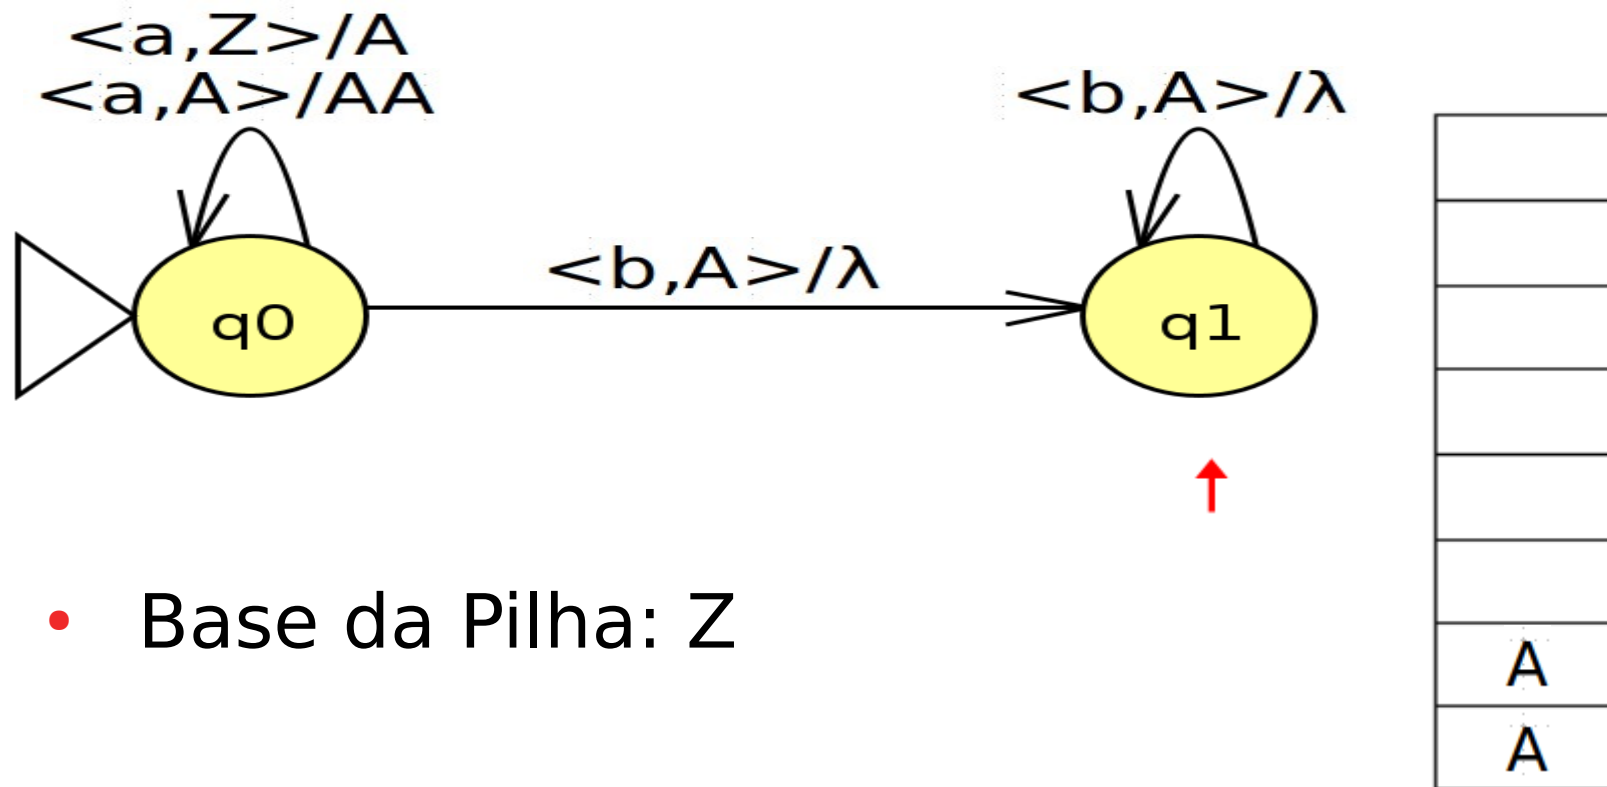 <a,Z>/A
<a,A>/AA
<b,A>/λ
<b,A>/λ
q0
q1
• Base da Pilha: Z
A
A